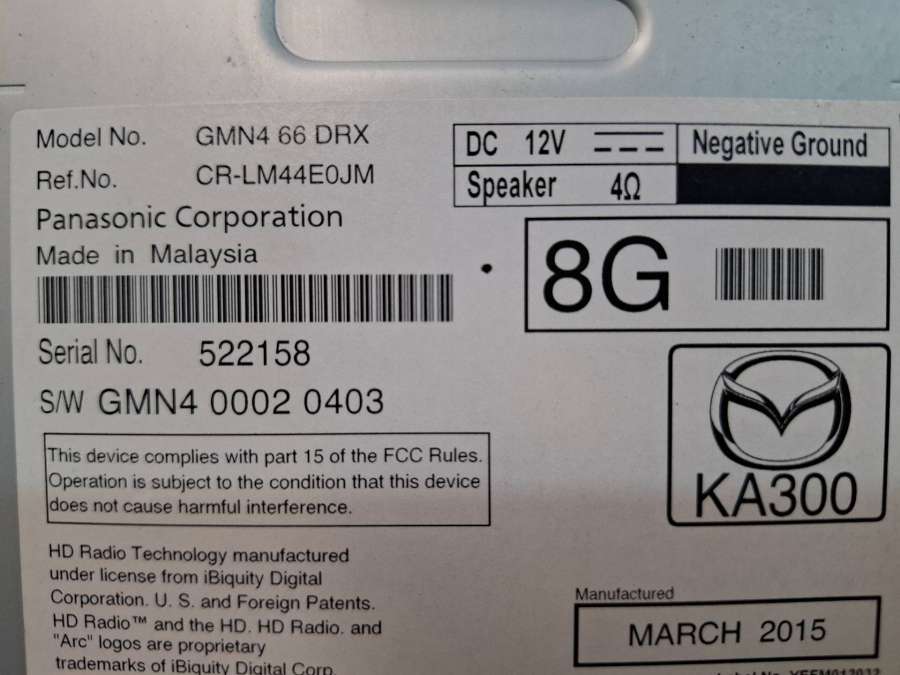 Model No. GMN4 66 DRX
Ref.No. CR-LM44E0JM
Panasonic Corporation
Made in Malaysia
Serial No. 522158
S/W GMN4 0002 0403
This device complies with part 15 of the FCC Rules.
Operation is subject to the condition that this device
does not cause harmful interference.
HD Radio Technology manufactured
under license from iBiquity Digital
Corporation. U. S. and Foreign Patents.
HD Radio™ and the HD. HD Radio. and
"Arc" logos are proprietary
trademarks of iBiquity Digital Corp
DC 12V Negative Ground
Speaker 4Ω
8G
KA300
Manufactured
MARCH 2015